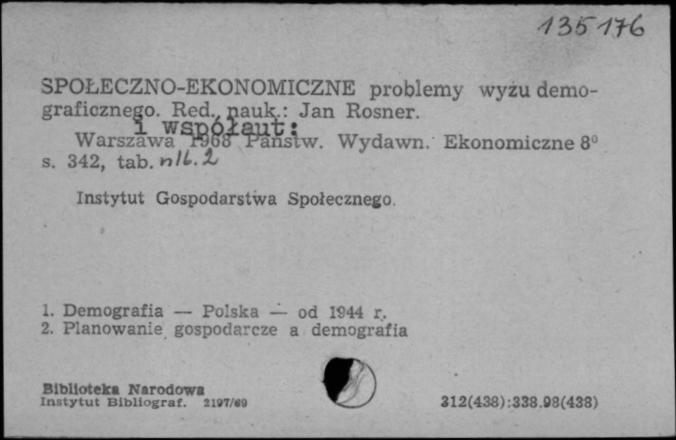 135176
SPOŁECZNO-EKONOMICZNE problemy wyżu demo-
graficznego. Red. nauk.: Jan Rosner.
i współaut:
Warszawa 1968 Państw. Wydawn. Ekonomiczne 8°
s. 342, tab. nlb. 2
Instytut Gospodarstwa Społecznego.
1. Demografia — Polska — od 1944 r.
2. Planowanie gospodarcze a demografia
Biblioteka Narodowa
Instytut Bibliograf. 2197/69
312(438):338.98(438)